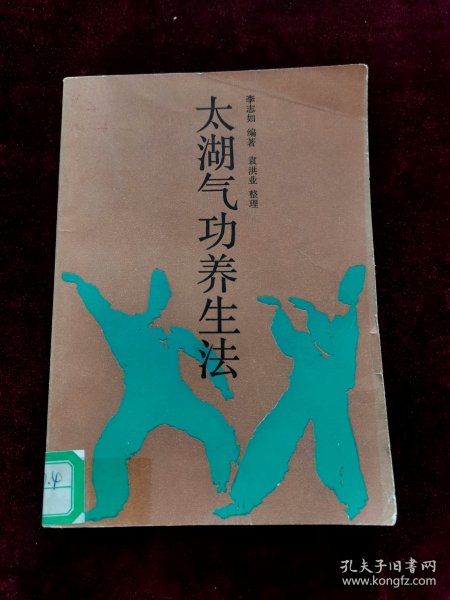 太湖气功养生法
李志如 编著 袁洪业 整理
.4
孔夫子旧书网
www.kongfz.com